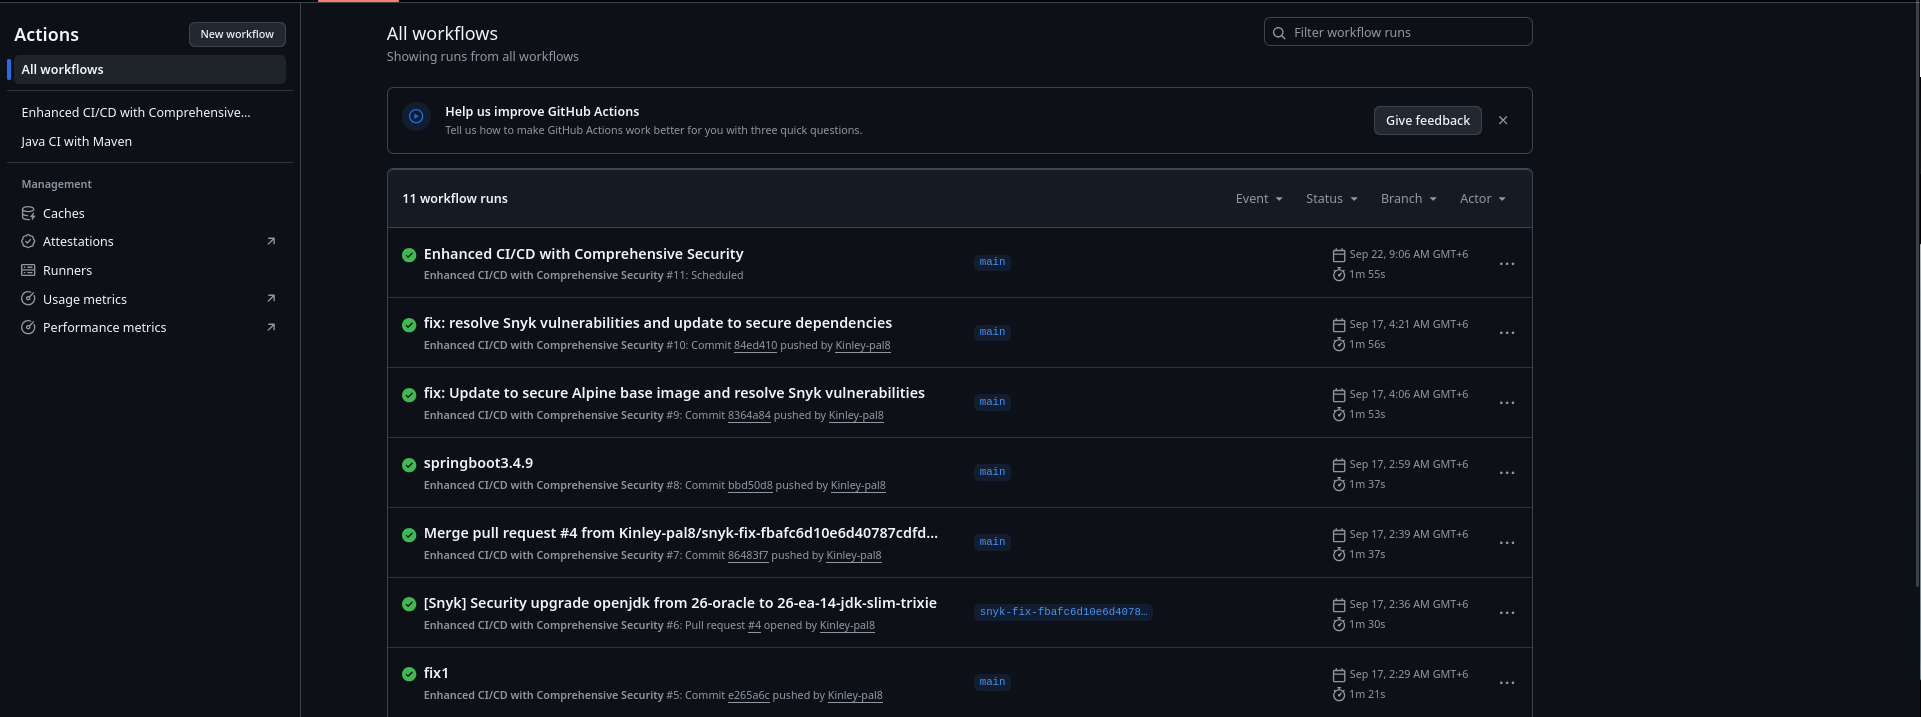 Actions
New workflow
All workflows
Enhanced CI/CD with Comprehensive...
Java CI with Maven
Management
Caches
Attestations
Runners
Usage metrics
Performance metrics
All workflows
Showing runs from all workflows
Filter workflow runs
Help us improve GitHub Actions
Tell us how to make GitHub Actions work better for you with three quick questions.
Give feedback
11 workflow runs
Event
Status
Branch
Actor
Enhanced CI/CD with Comprehensive Security
Enhanced CI/CD with Comprehensive Security #11: Scheduled
main
Sep 22, 9:06 AM GMT+6
1m 55s
fix: resolve Snyk vulnerabilities and update to secure dependencies
Enhanced CI/CD with Comprehensive Security #10: Commit 84ed410 pushed by Kinley-pal8
main
Sep 17, 4:21 AM GMT+6
1m 56s
fix: Update to secure Alpine base image and resolve Snyk vulnerabilities
Enhanced CI/CD with Comprehensive Security #9: Commit 8364a84 pushed by Kinley-pal8
main
Sep 17, 4:06 AM GMT+6
1m 53s
springboot3.4.9
Enhanced CI/CD with Comprehensive Security #8: Commit bbd50d8 pushed by Kinley-pal8
main
Sep 17, 2:59 AM GMT+6
1m 37s
Merge pull request #4 from Kinley-pal8/snyk-fix-fbafc6d10e6d40787cdfd...
Enhanced CI/CD with Comprehensive Security #7: Commit 86483f7 pushed by Kinley-pal8
main
Sep 17, 2:39 AM GMT+6
1m 37s
[Snyk] Security upgrade openjdk from 26-oracle to 26-ea-14-jdk-slim-trixie
Enhanced CI/CD with Comprehensive Security #6: Pull request #4 opened by Kinley-pal8
snyk-fix-fbafc6d10e6d4078…
Sep 17, 2:36 AM GMT+6
1m 30s
fix1
Enhanced CI/CD with Comprehensive Security #5: Commit e265a6c pushed by Kinley-pal8
main
Sep 17, 2:29 AM GMT+6
1m 21s